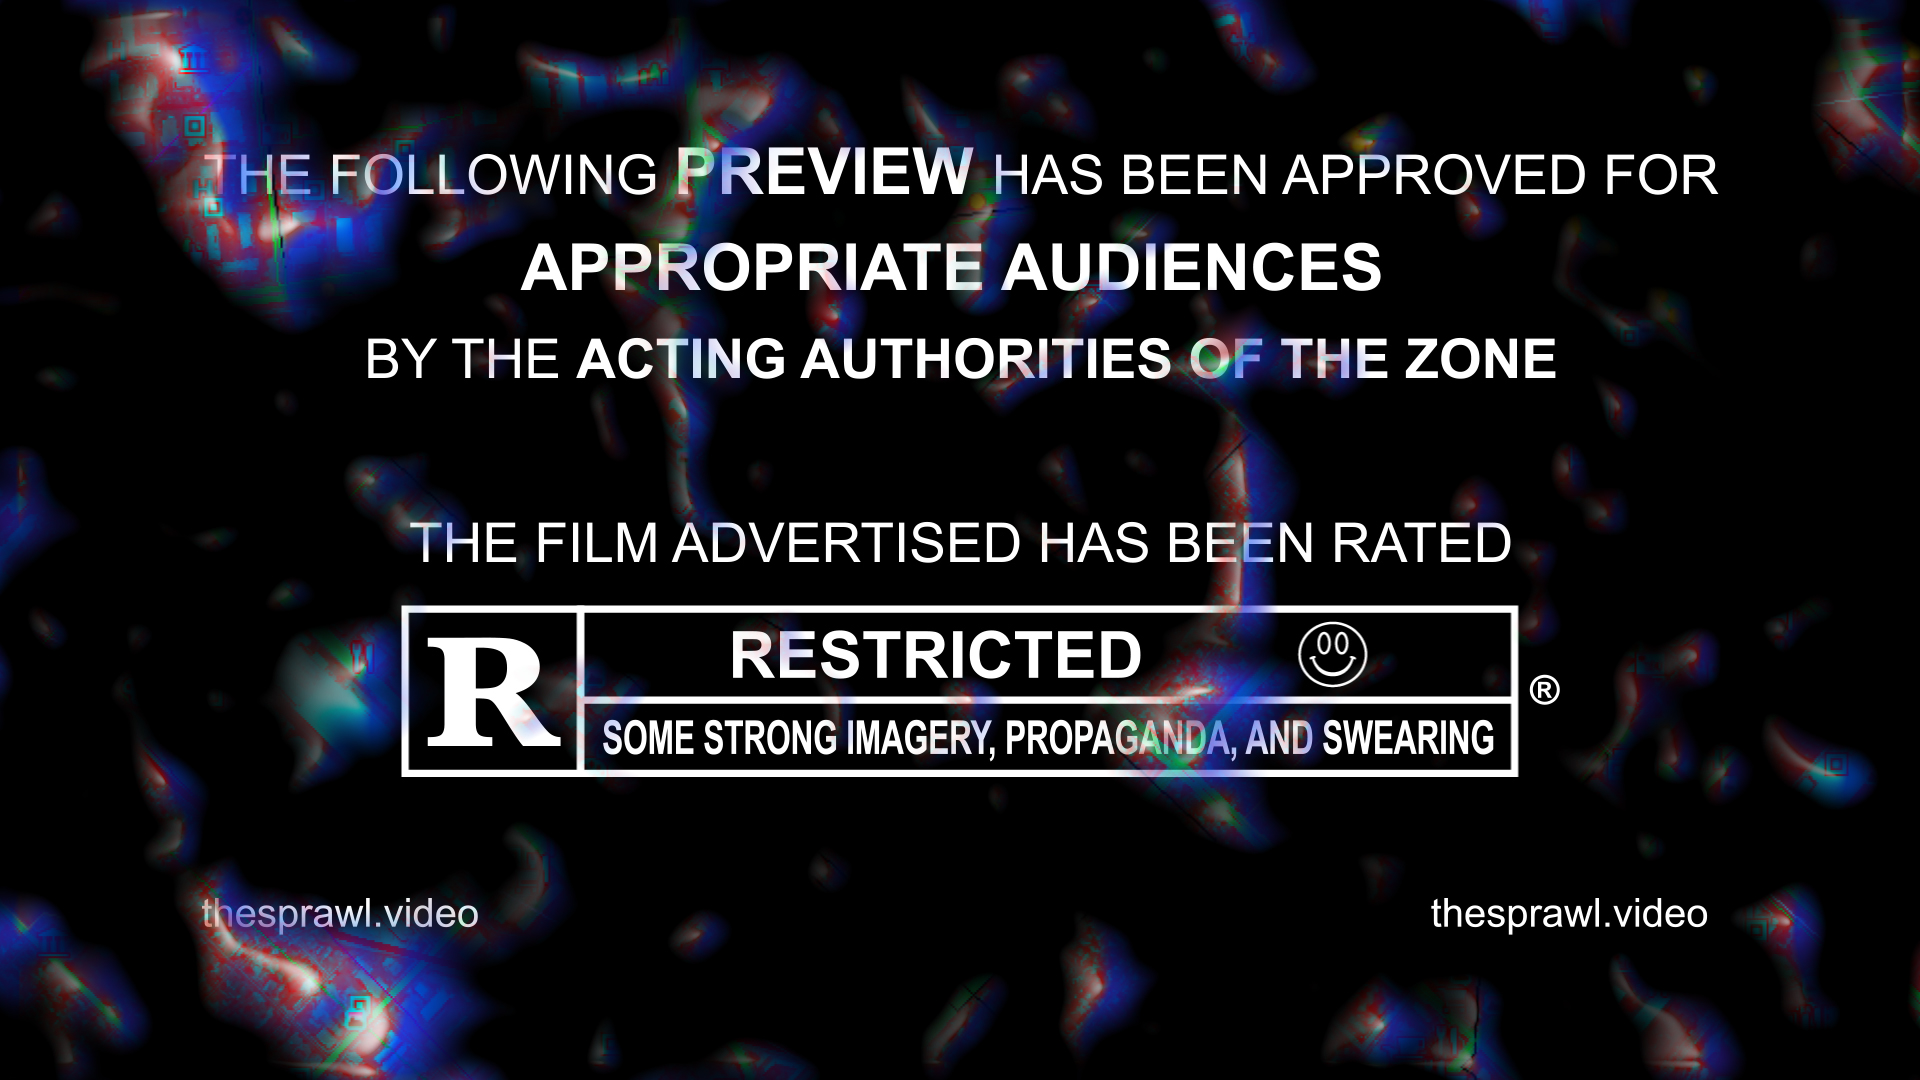 THE FOLLOWING PREVIEW HAS BEEN APPROVED FOR
APPROPRIATE AUDIENCES
BY THE ACTING AUTHORITIES OF THE ZONE
THE FILM ADVERTISED HAS BEEN RATED
R
RESTRICTED
®
SOME STRONG IMAGERY, PROPAGANDA, AND SWEARING
thesprawl.video
thesprawl.video